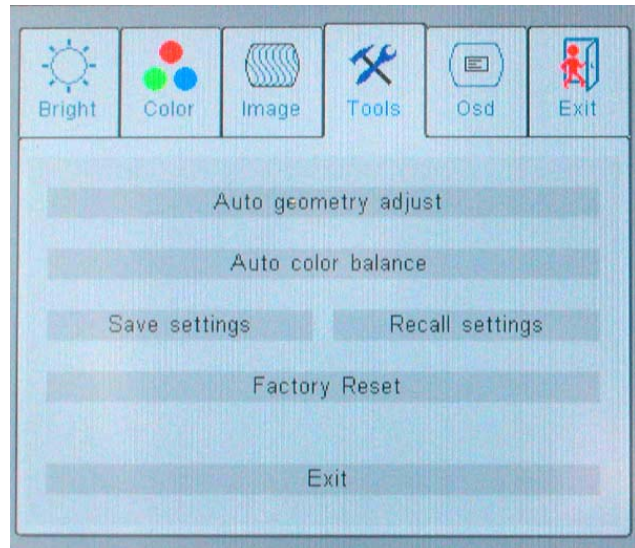 Bright Color Image Tools Osd Exit
Auto geometry adjust
Auto color balance
Save settings Recall settings
Factory Reset
Exit